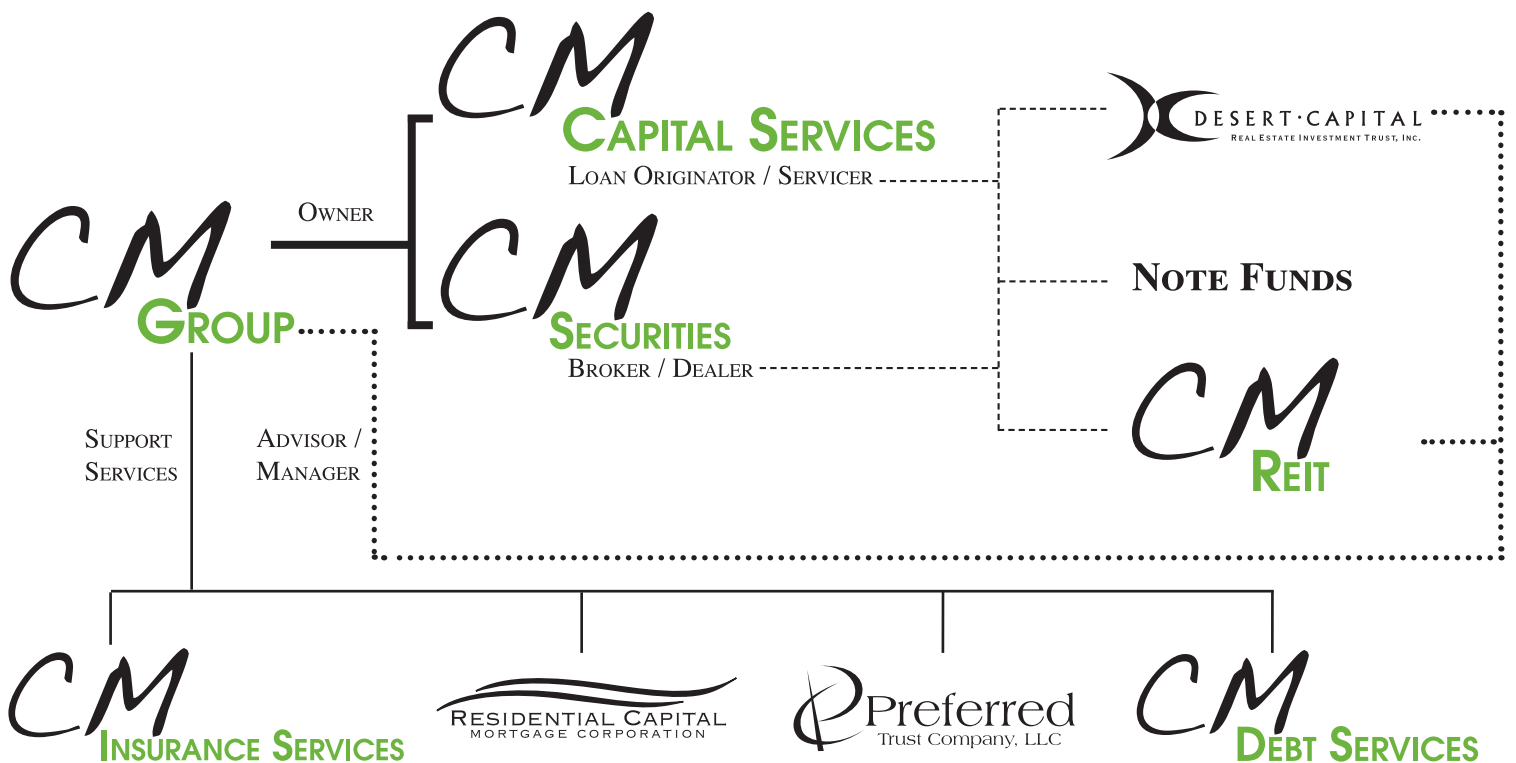 CM
CAPITAL SERVICES
LOAN ORIGINATOR / SERVICER
DESERT·CAPITAL
REAL ESTATE INVESTMENT TRUST, INC.
OWNER
CM
GROUP
CM
SECURITIES
BROKER / DEALER
NOTE FUNDS
CM
REIT
SUPPORT
SERVICES
ADVISOR /
MANAGER
CM
INSURANCE SERVICES
RESIDENTIAL CAPITAL
MORTGAGE CORPORATION
Preferred
Trust Company, LLC
CM
DEBT SERVICES